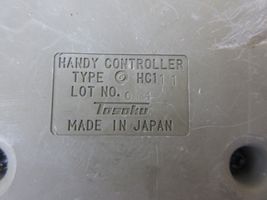 HANDY CONTROLLER
TYPE HC111
LOT NO.
Tosoku
MADE IN JAPAN